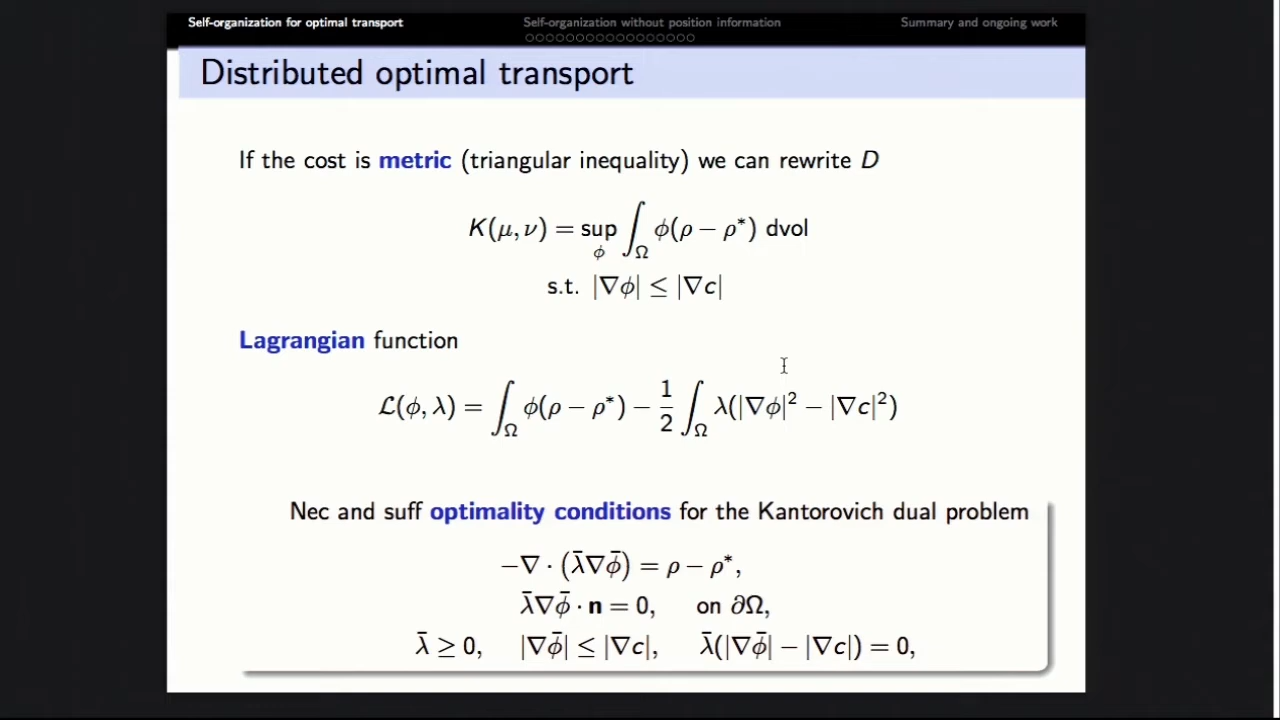 Self-organization for optimal transport
Self-organization without position information
Summary and ongoing work
Distributed optimal transport
If the cost is metric (triangular inequality) we can rewrite D
K(μ, ν) = sup_ϕ ∫_Ω ϕ(ρ − ρ*) dvol
s.t. |∇ϕ| ≤ |∇c|
Lagrangian function
ℒ(ϕ, λ) = ∫_Ω ϕ(ρ − ρ*) − 1/2 ∫_Ω λ(|∇ϕ|² − |∇c|²)
Nec and suff optimality conditions for the Kantorovich dual problem
−∇ · (λ̄∇ϕ̄) = ρ − ρ*,
λ̄∇ϕ̄ · n = 0, on ∂Ω,
λ̄ ≥ 0, |∇ϕ̄| ≤ |∇c|, λ̄(|∇ϕ̄| − |∇c|) = 0,